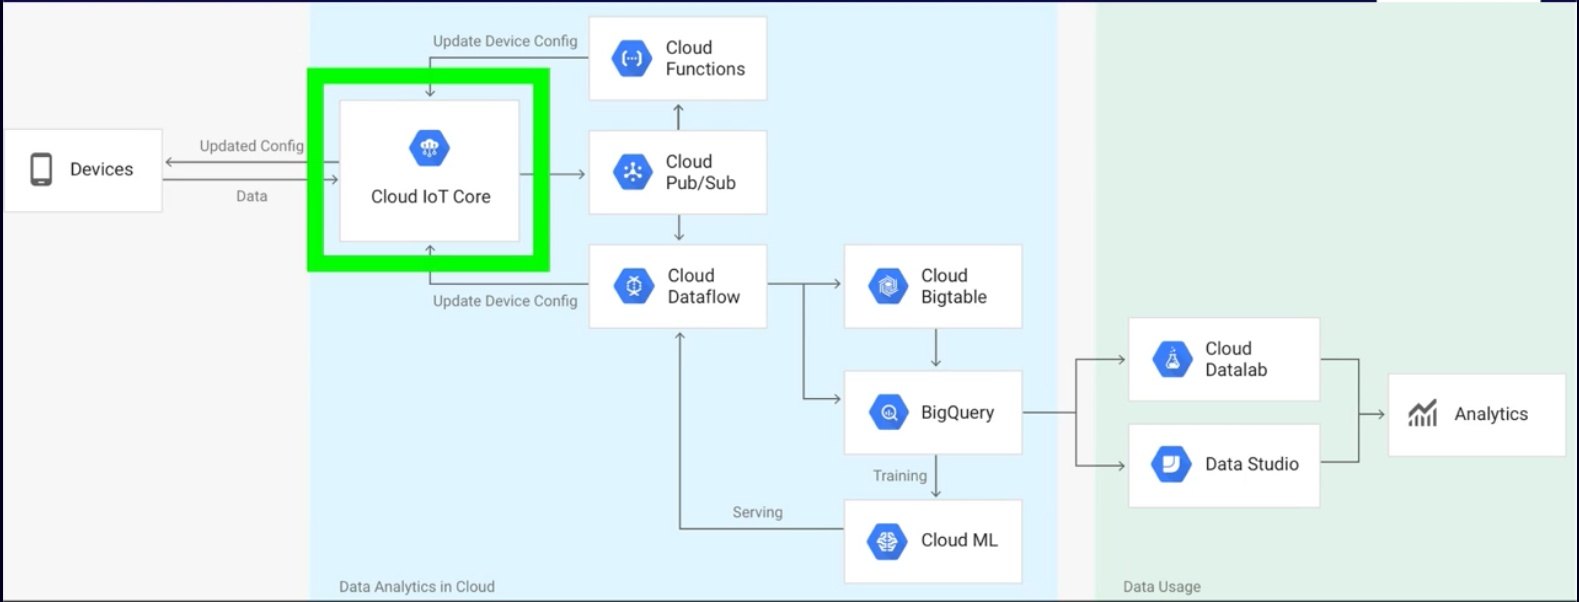 Update Device Config
Cloud
Functions
Devices
Updated Config
Data
Cloud IoT Core
Cloud
Pub/Sub
Update Device Config
Cloud
Dataflow
Cloud
Bigtable
BigQuery
Training
Serving
Cloud ML
Cloud
Datalab
Data Studio
Analytics
Data Analytics in Cloud
Data Usage